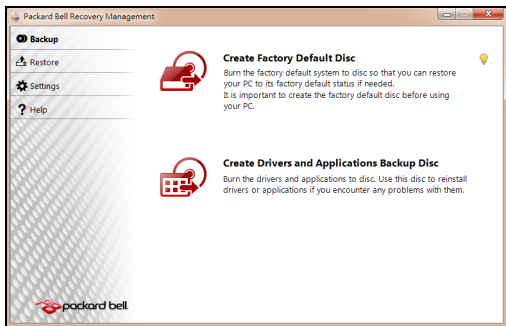 Packard Bell Recovery Management
Backup
Restore
Settings
Help
Create Factory Default Disc
Burn the factory default system to disc so that you can restore
your PC to its factory default status if needed.
It is important to create the factory default disc before using
your PC.
Create Drivers and Applications Backup Disc
Burn the drivers and applications to disc. Use this disc to reinstall
drivers or applications if you encounter any problems with them.
packard bell.